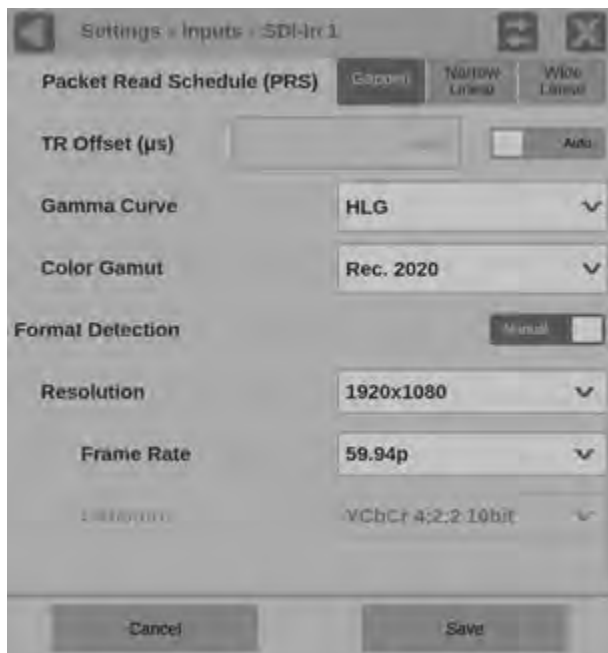 Settings - Inputs - SDI-In 1
Packet Read Schedule (PRS) Gapped Narrow Linear Wide Linear
TR Offset (µs) Auto
Gamma Curve HLG
Color Gamut Rec. 2020
Format Detection Manual
Resolution 1920x1080
Frame Rate 59.94p
YCbCr 4:2:2 10bit
Cancel Save